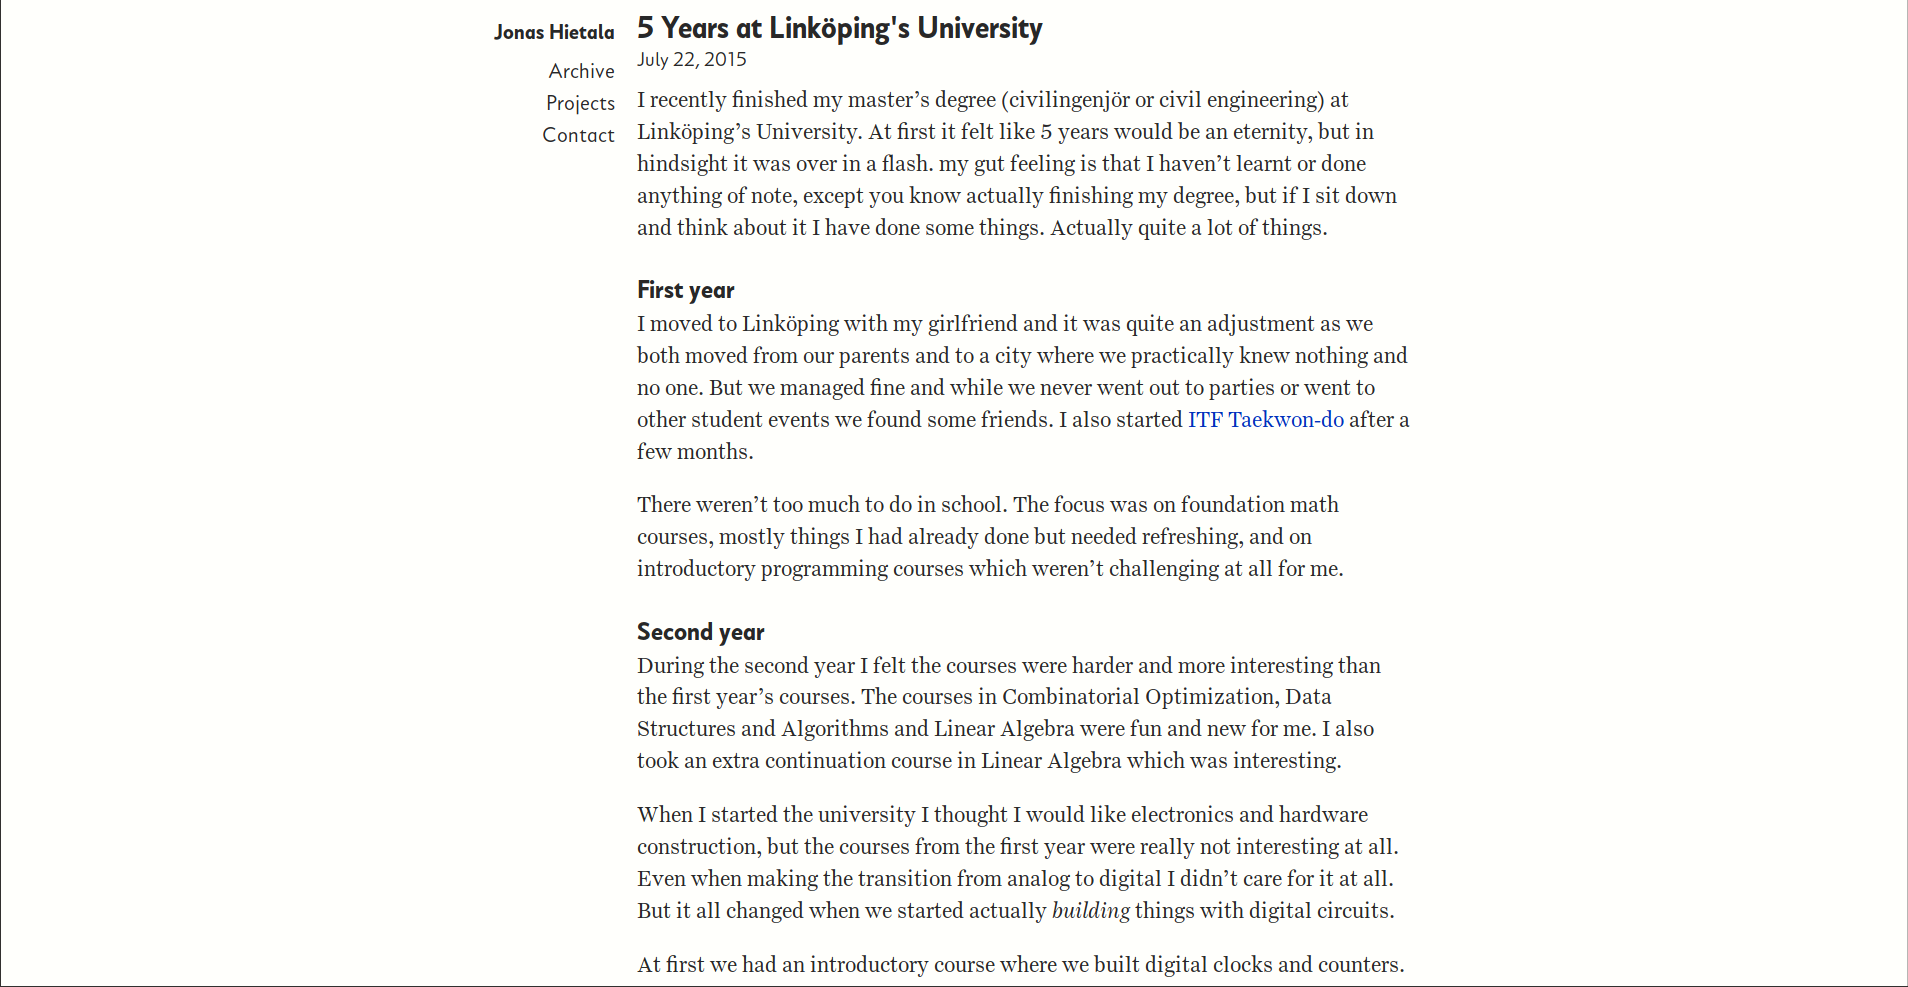 Jonas Hietala
Archive
Projects
Contact
5 Years at Linköping's University
July 22, 2015
I recently finished my master’s degree (civilingenjör or civil engineering) at
Linköping’s University. At first it felt like 5 years would be an eternity, but in
hindsight it was over in a flash. my gut feeling is that I haven’t learnt or done
anything of note, except you know actually finishing my degree, but if I sit down
and think about it I have done some things. Actually quite a lot of things.
First year
I moved to Linköping with my girlfriend and it was quite an adjustment as we
both moved from our parents and to a city where we practically knew nothing and
no one. But we managed fine and while we never went out to parties or went to
other student events we found some friends. I also started ITF Taekwon-do after a
few months.
There weren’t too much to do in school. The focus was on foundation math
courses, mostly things I had already done but needed refreshing, and on
introductory programming courses which weren’t challenging at all for me.
Second year
During the second year I felt the courses were harder and more interesting than
the first year’s courses. The courses in Combinatorial Optimization, Data
Structures and Algorithms and Linear Algebra were fun and new for me. I also
took an extra continuation course in Linear Algebra which was interesting.
When I started the university I thought I would like electronics and hardware
construction, but the courses from the first year were really not interesting at all.
Even when making the transition from analog to digital I didn’t care for it at all.
But it all changed when we started actually building things with digital circuits.
At first we had an introductory course where we built digital clocks and counters.